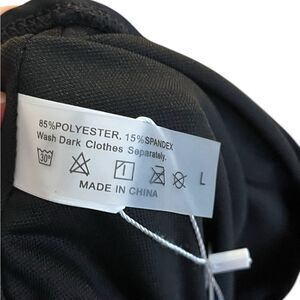 85%POLYESTER. 15%SPANDEX
Wash Dark Clothes Separately.
30° L
MADE IN CHINA